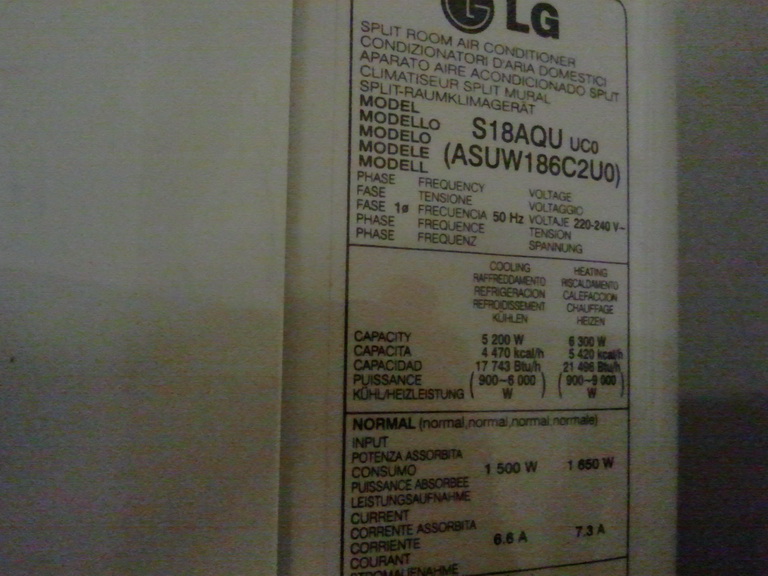 LG
SPLIT ROOM AIR CONDITIONER
CONDIZIONATORI D'ARIA DOMESTICI
APARATO AIRE ACONDICIONADO SPLIT
CLIMATISEUR SPLIT MURAL
SPLIT-RAUMKLIMAGERÄT
MODEL
MODELLO
MODELO S18AQU UC0
MODELE (ASUW186C2U0)
MODELL
PHASE FREQUENCY VOLTAGE
FASE TENSIONE VOLTAGGIO
FASE 1ø FRECUENCIA 50 Hz VOLTAJE 220-240 V~
PHASE FREQUENCE TENSION
PHASE FREQUENZ SPANNUNG
COOLING HEATING
RAFFREDDAMENTO RISCALDAMENTO
REFRIGERACION CALEFACCION
REFROIDISSEMENT CHAUFFAGE
KÜHLEN HEIZEN
CAPACITY 5 200 W 6 300 W
CAPACITA 4 470 kcal/h 5 420 kcal/h
CAPACIDAD 17 743 Btu/h 21 496 Btu/h
PUISSANCE (900~6 000 (900~9 000
KÜHL/HEIZLEISTUNG W) W)
NORMAL (normal,normal,normal,normale)
INPUT
POTENZA ASSORBITA
CONSUMO 1 500 W 1 650 W
PUISSANCE ABSORBEE
LEISTUNGSAUFNAHME
CURRENT
CORRENTE ASSORBITA
CORRIENTE 6.6 A 7.3 A
COURANT
STROMAUFNAHME